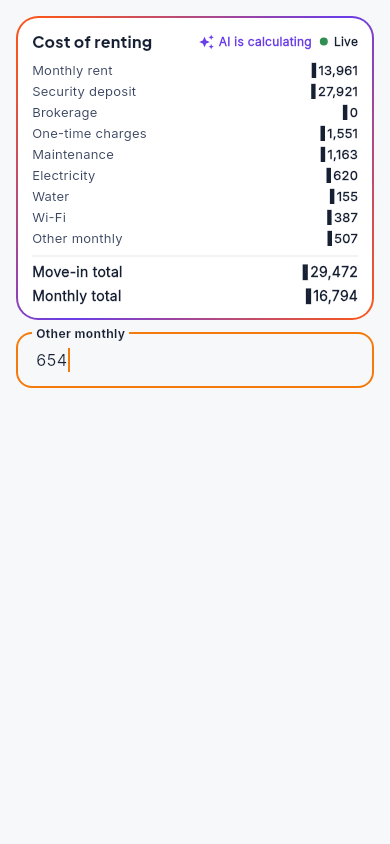 Cost of renting
AI is calculating
Live
Monthly rent ▌13,961
Security deposit ▌27,921
Brokerage ▌0
One-time charges ▌1,551
Maintenance ▌1,163
Electricity ▌620
Water ▌155
Wi-Fi ▌387
Other monthly ▌507
Move-in total ▌29,472
Monthly total ▌16,794
Other monthly
654